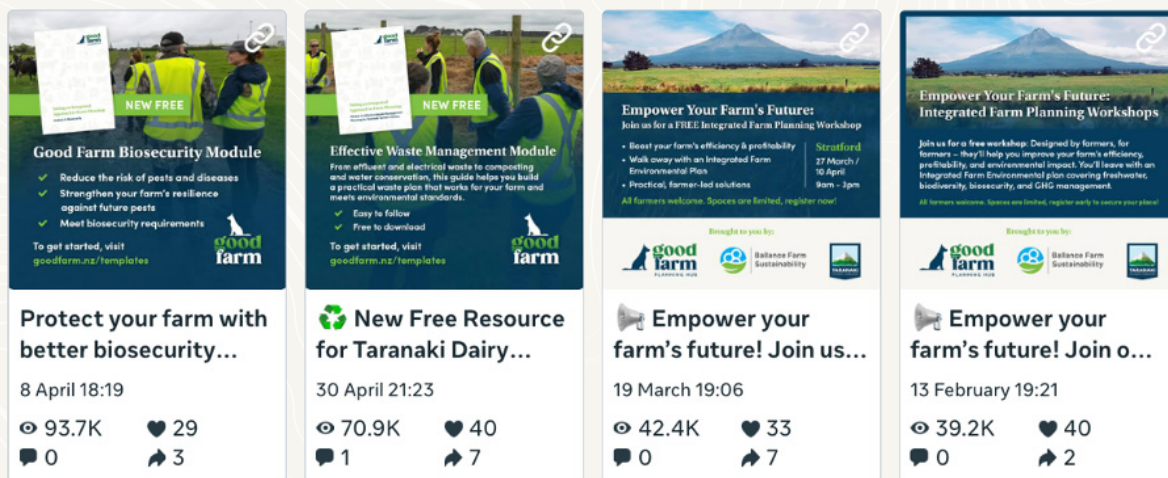 good
farm
NEW FREE
Good Farm Biosecurity Module
Reduce the risk of pests and diseases
Strengthen your farm's resilience
against future pests
Meet biosecurity requirements
To get started, visit
goodfarm.nz/templates
good
farm
Protect your farm with
better biosecurity...
8 April 18:19
93.7K
29
0
3
good
farm
NEW FREE
Effective Waste Management Module
From effluent and electrical waste to composting
and water conservation, this guide helps you build
a practical waste plan that works for your farm and
meets environmental standards.
Easy to follow
Free to download
To get started, visit
goodfarm.nz/templates
good
farm
♻️ New Free Resource
for Taranaki Dairy...
30 April 21:23
70.9K
40
1
7
Empower Your Farm's Future:
Join us for a FREE Integrated Farm Planning Workshop
• Boost your farm's efficiency & profitability
• Walk away with an Integrated Farm
Environmental Plan
• Practical, farmer-led solutions
Stratford
27 March /
10 April
9am – 3pm
All farmers welcome. Spaces are limited, register now!
Brought to you by:
good
farm
PLANNING HUB
Ballance Farm
Sustainability
TARANAKI
📢 Empower your
farm's future! Join us...
19 March 19:06
42.4K
33
0
7
Empower Your Farm's Future:
Integrated Farm Planning Workshops
Join us for a free workshop: Designed by farmers, for
farmers – they'll help you improve your farm's efficiency,
profitability, and environmental impact. You'll leave with an
Integrated Farm Environmental plan covering freshwater,
biodiversity, biosecurity, and GHG management.
All farmers welcome. Spaces are limited, register early to secure your place!
Brought to you by:
good
farm
PLANNING HUB
Ballance Farm
Sustainability
TARANAKI
📢 Empower your
farm's future! Join o...
13 February 19:21
39.2K
40
0
2